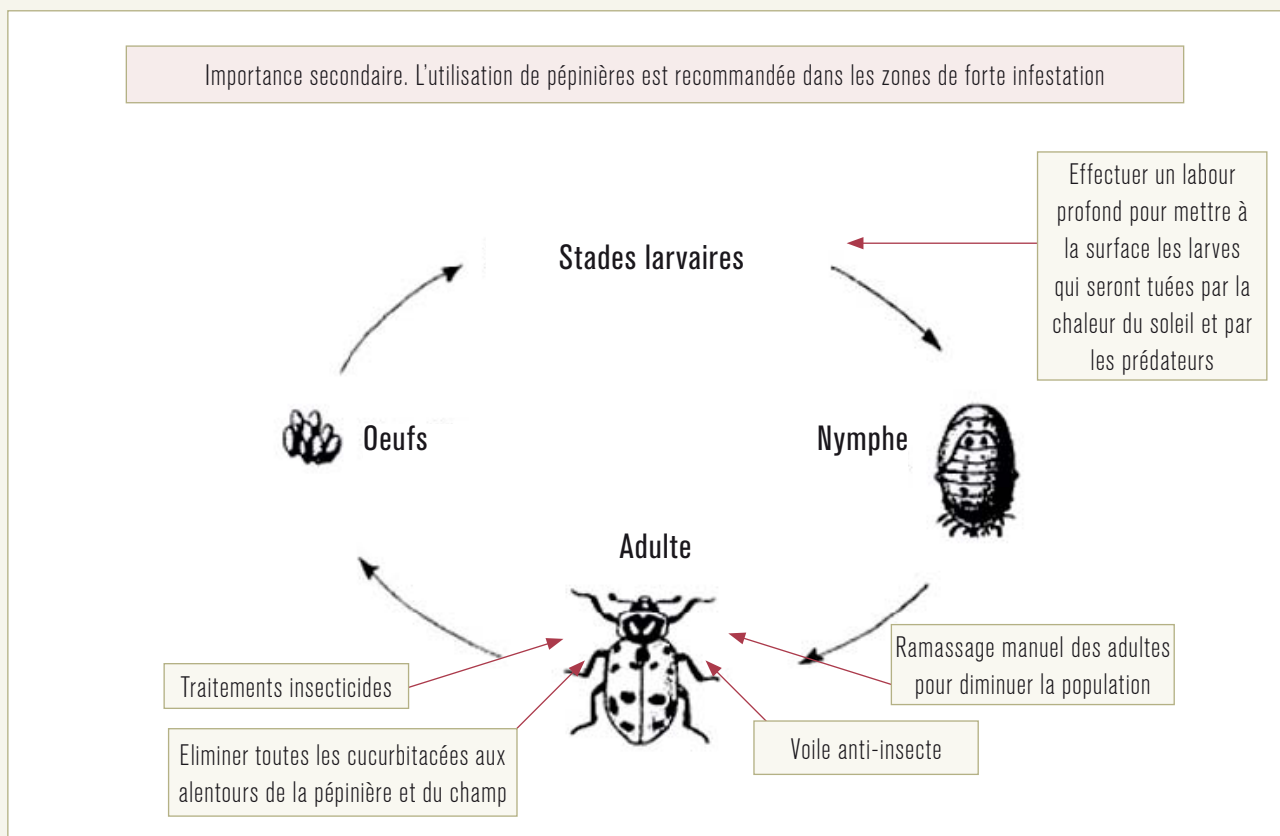 Importance secondaire. L'utilisation de pépinières est recommandée dans les zones de forte infestation
Effectuer un labour
profond pour mettre à
la surface les larves
qui seront tuées par la
chaleur du soleil et par
les prédateurs
Stades larvaires
Oeufs
Nymphe
Adulte
Traitements insecticides
Ramassage manuel des adultes
pour diminuer la population
Eliminer toutes les cucurbitacées aux
alentours de la pépinière et du champ
Voile anti-insecte